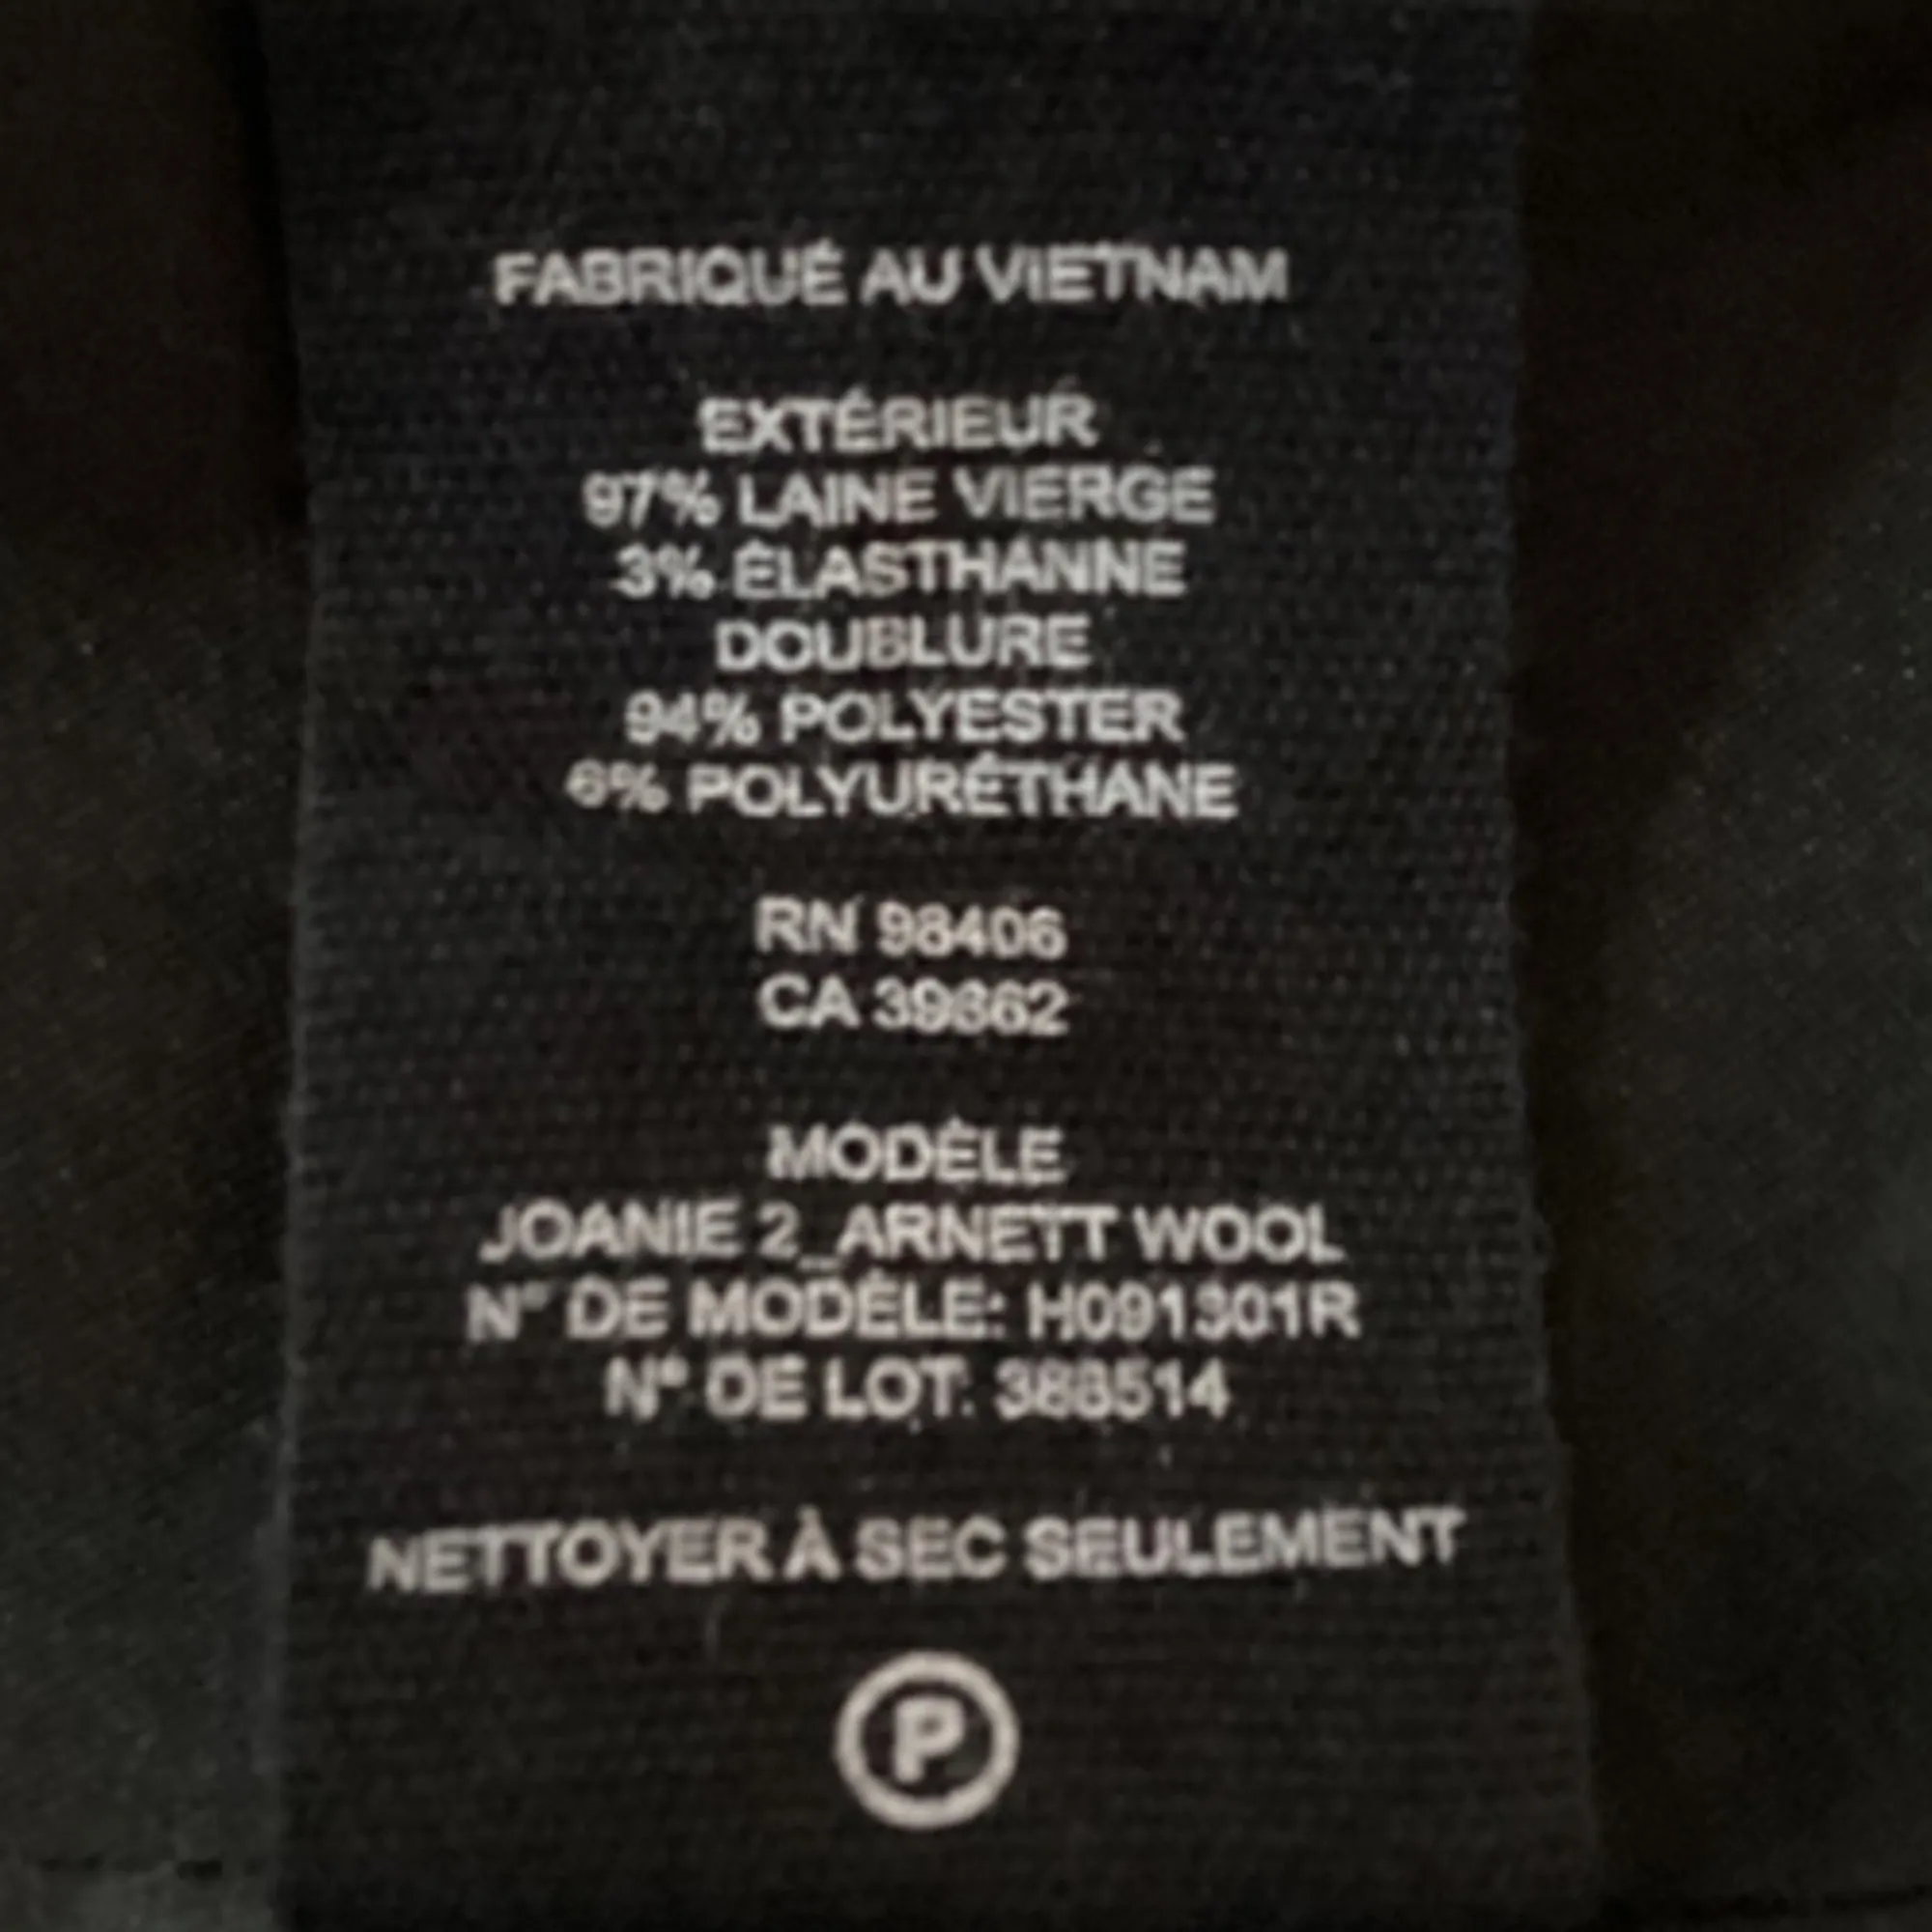 FABRIQUÉ AU VIETNAM
EXTÉRIEUR
97% LAINE VIERGE
3% ÉLASTHANNE
DOUBLURE
94% POLYESTER
6% POLYURÉTHANE
RN 98406
CA 39862
MODÈLE
JOANIE 2_ARNETT WOOL
N° DE MODÈLE: H091301R
N° DE LOT: 388514
NETTOYER À SEC SEULEMENT
P